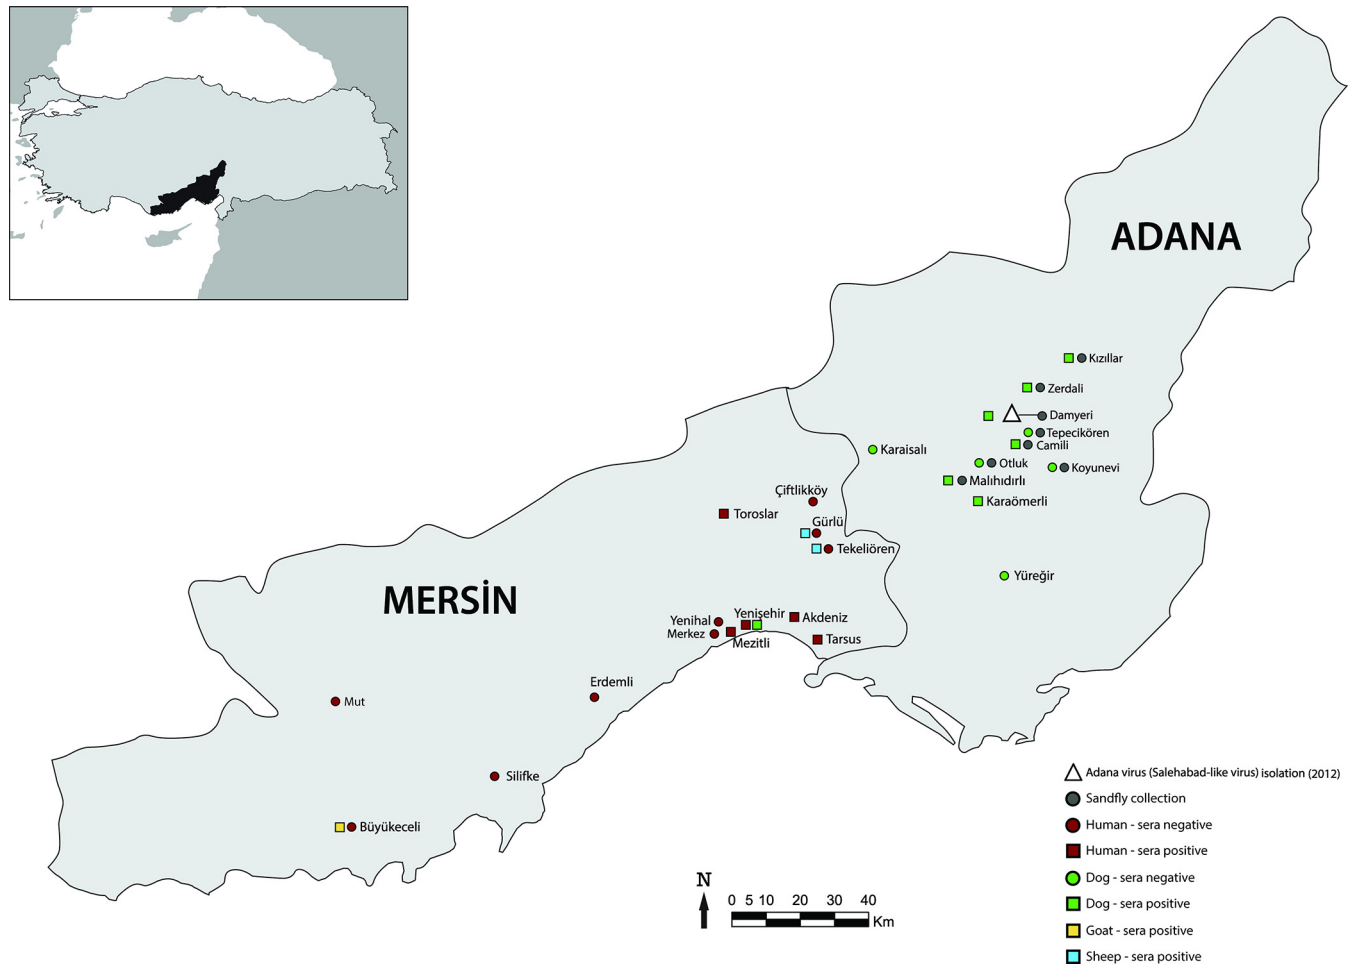 ADANA
Kızıllar
Zerdali
Damyeri
Tepecikören
Camili
Karaisalı
Otluk
Koyunevi
Malıhıdırlı
Karaömerli
Çiftlikköy
Toroslar
Gürlü
Tekeliören
Yüreğir
MERSİN
Yenişehir
Akdeniz
Yenihal
Merkez
Mezitli
Tarsus
Erdemli
Mut
Silifke
Büyükeceli
Adana virus (Salehabad-like virus) isolation (2012)
Sandfly collection
Human - sera negative
Human - sera positive
Dog - sera negative
Dog - sera positive
Goat - sera positive
Sheep - sera positive
N
0 5 10 20 30 40
Km